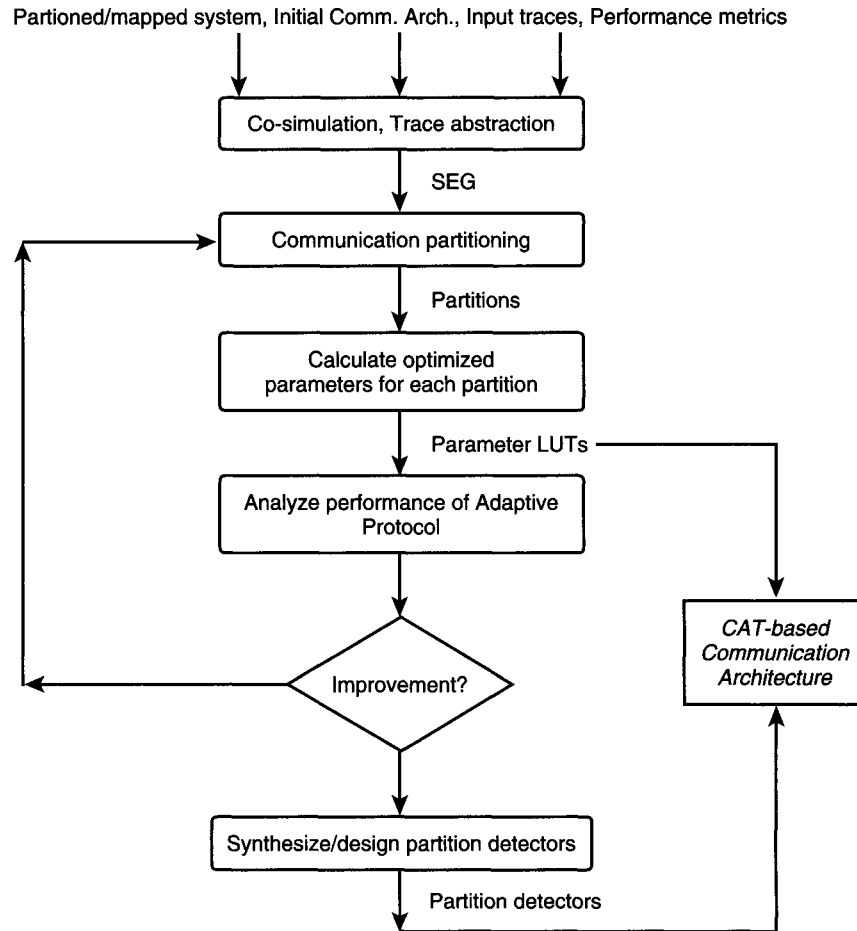 Partioned/mapped system, Initial Comm. Arch., Input traces, Performance metrics
Co-simulation, Trace abstraction
SEG
Communication partitioning
Partitions
Calculate optimized
parameters for each partition
Parameter LUTs
Analyze performance of Adaptive
Protocol
CAT-based
Communication
Architecture
Improvement?
Synthesize/design partition detectors
Partition detectors